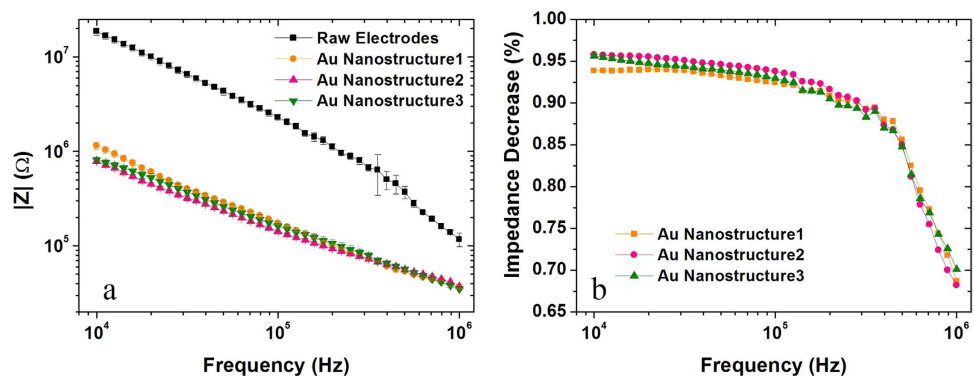 10⁷
10⁶
10⁵
|Z| (Ω)
Raw Electrodes
Au Nanostructure1
Au Nanostructure2
Au Nanostructure3
a
10⁴
10⁵
10⁶
Frequency (Hz)
1.00
0.95
0.90
0.85
0.80
0.75
0.70
0.65
Impedance Decrease (%)
Au Nanostructure1
Au Nanostructure2
Au Nanostructure3
b
10⁴
10⁵
10⁶
Frequency (Hz)